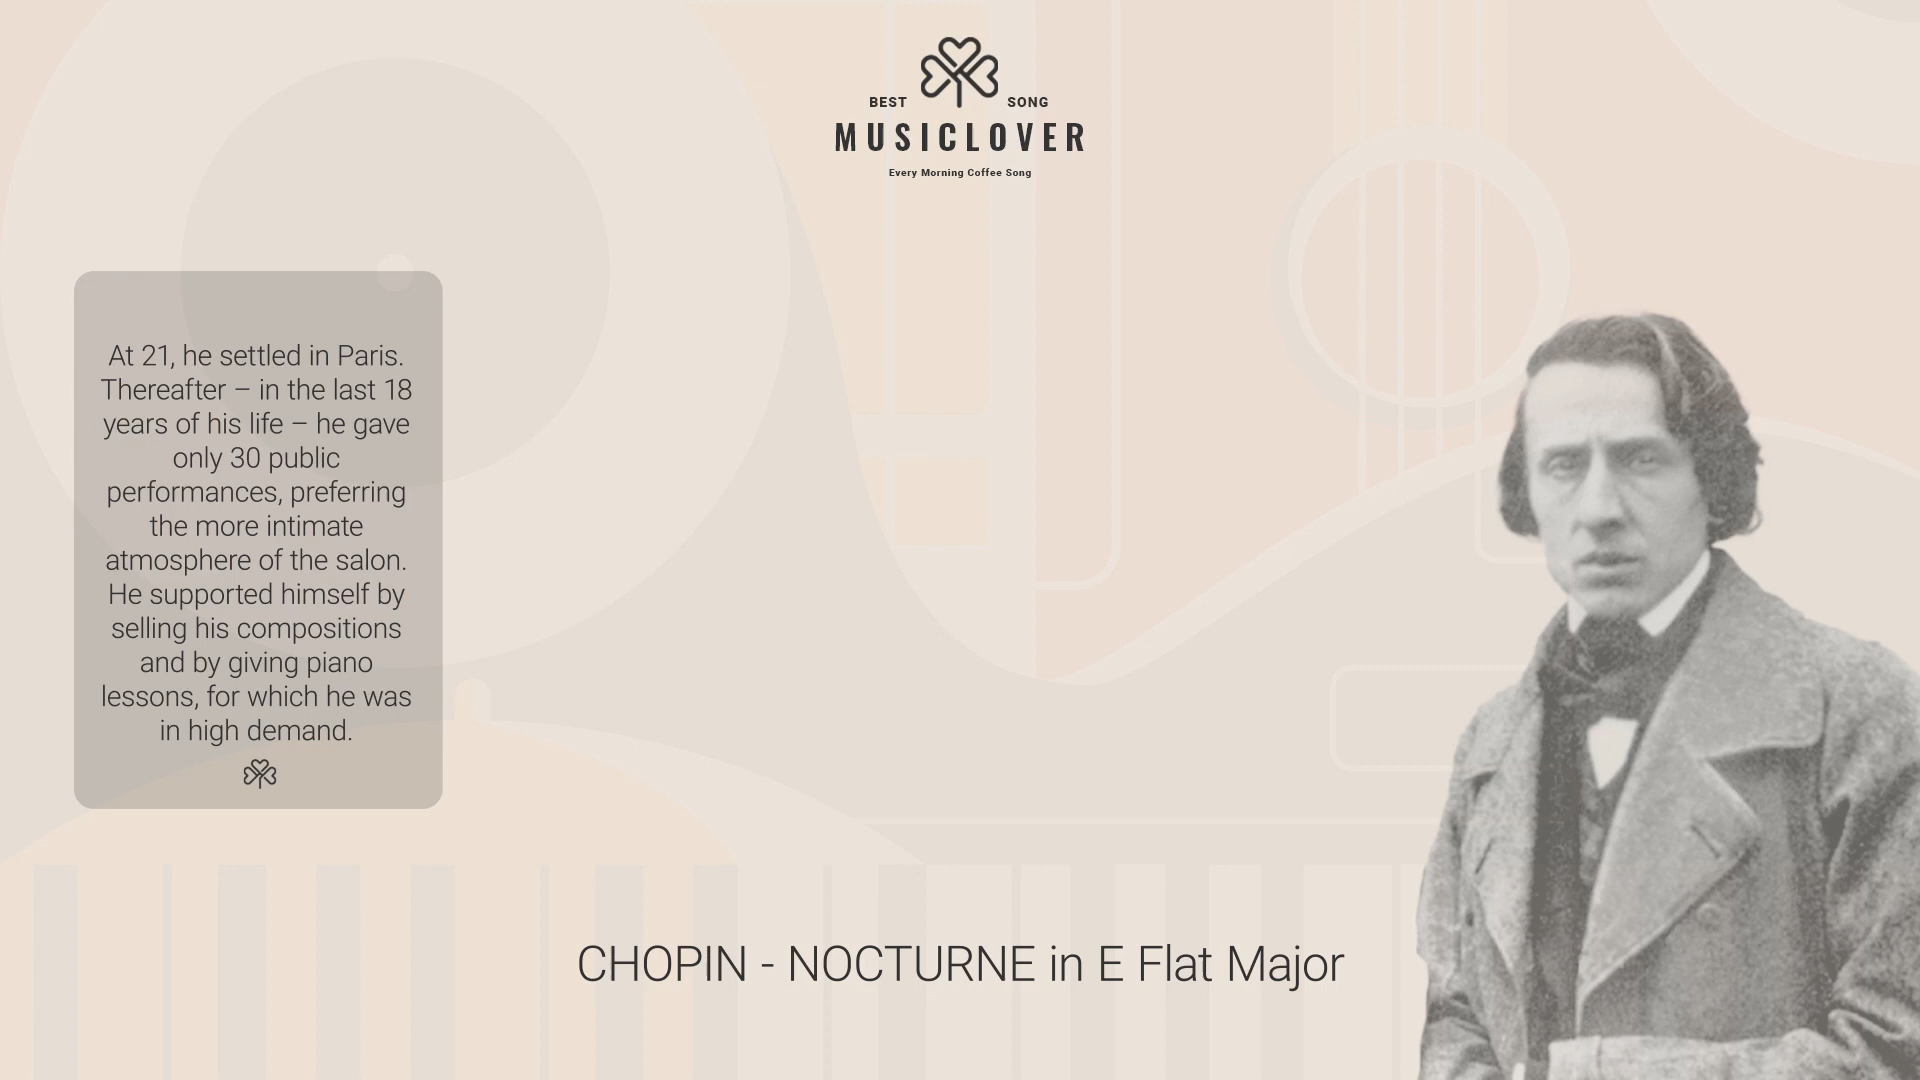 BEST SONG
MUSICLOVER
Every Morning Coffee Song
At 21, he settled in Paris.
Thereafter – in the last 18
years of his life – he gave
only 30 public
performances, preferring
the more intimate
atmosphere of the salon.
He supported himself by
selling his compositions
and by giving piano
lessons, for which he was
in high demand.
CHOPIN - NOCTURNE in E Flat Major